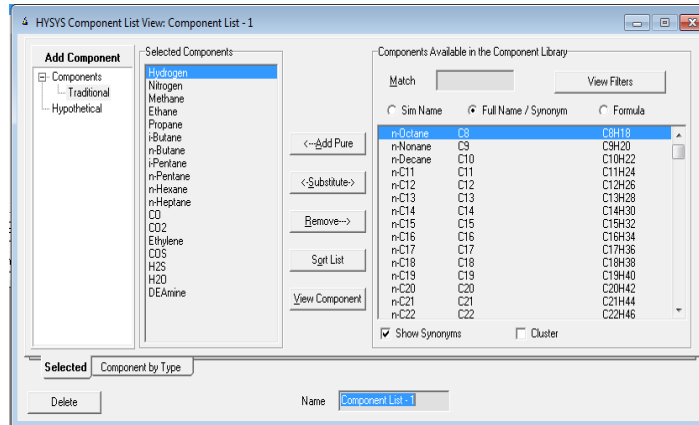 HYSYS Component List View: Component List - 1
Add Component
Components
Traditional
Hypothetical
Selected Components
Hydrogen
Nitrogen
Methane
Ethane
Propane
i-Butane
n-Butane
i-Pentane
n-Pentane
n-Hexane
n-Heptane
CO
CO2
Ethylene
COS
H2S
H2O
DEAmine
<---Add Pure
<-Substitute->
Remove--->
Sort List
View Component
Components Available in the Component Library
Match
View Filters
Sim Name Full Name / Synonym Formula
n-Octane C8 C8H18
n-Nonane C9 C9H20
n-Decane C10 C10H22
n-C11 C11 C11H24
n-C12 C12 C12H26
n-C13 C13 C13H28
n-C14 C14 C14H30
n-C15 C15 C15H32
n-C16 C16 C16H34
n-C17 C17 C17H36
n-C18 C18 C18H38
n-C19 C19 C19H40
n-C20 C20 C20H42
n-C21 C21 C21H44
n-C22 C22 C22H46
Show Synonyms Cluster
Selected Component by Type
Delete Name Component List - 1